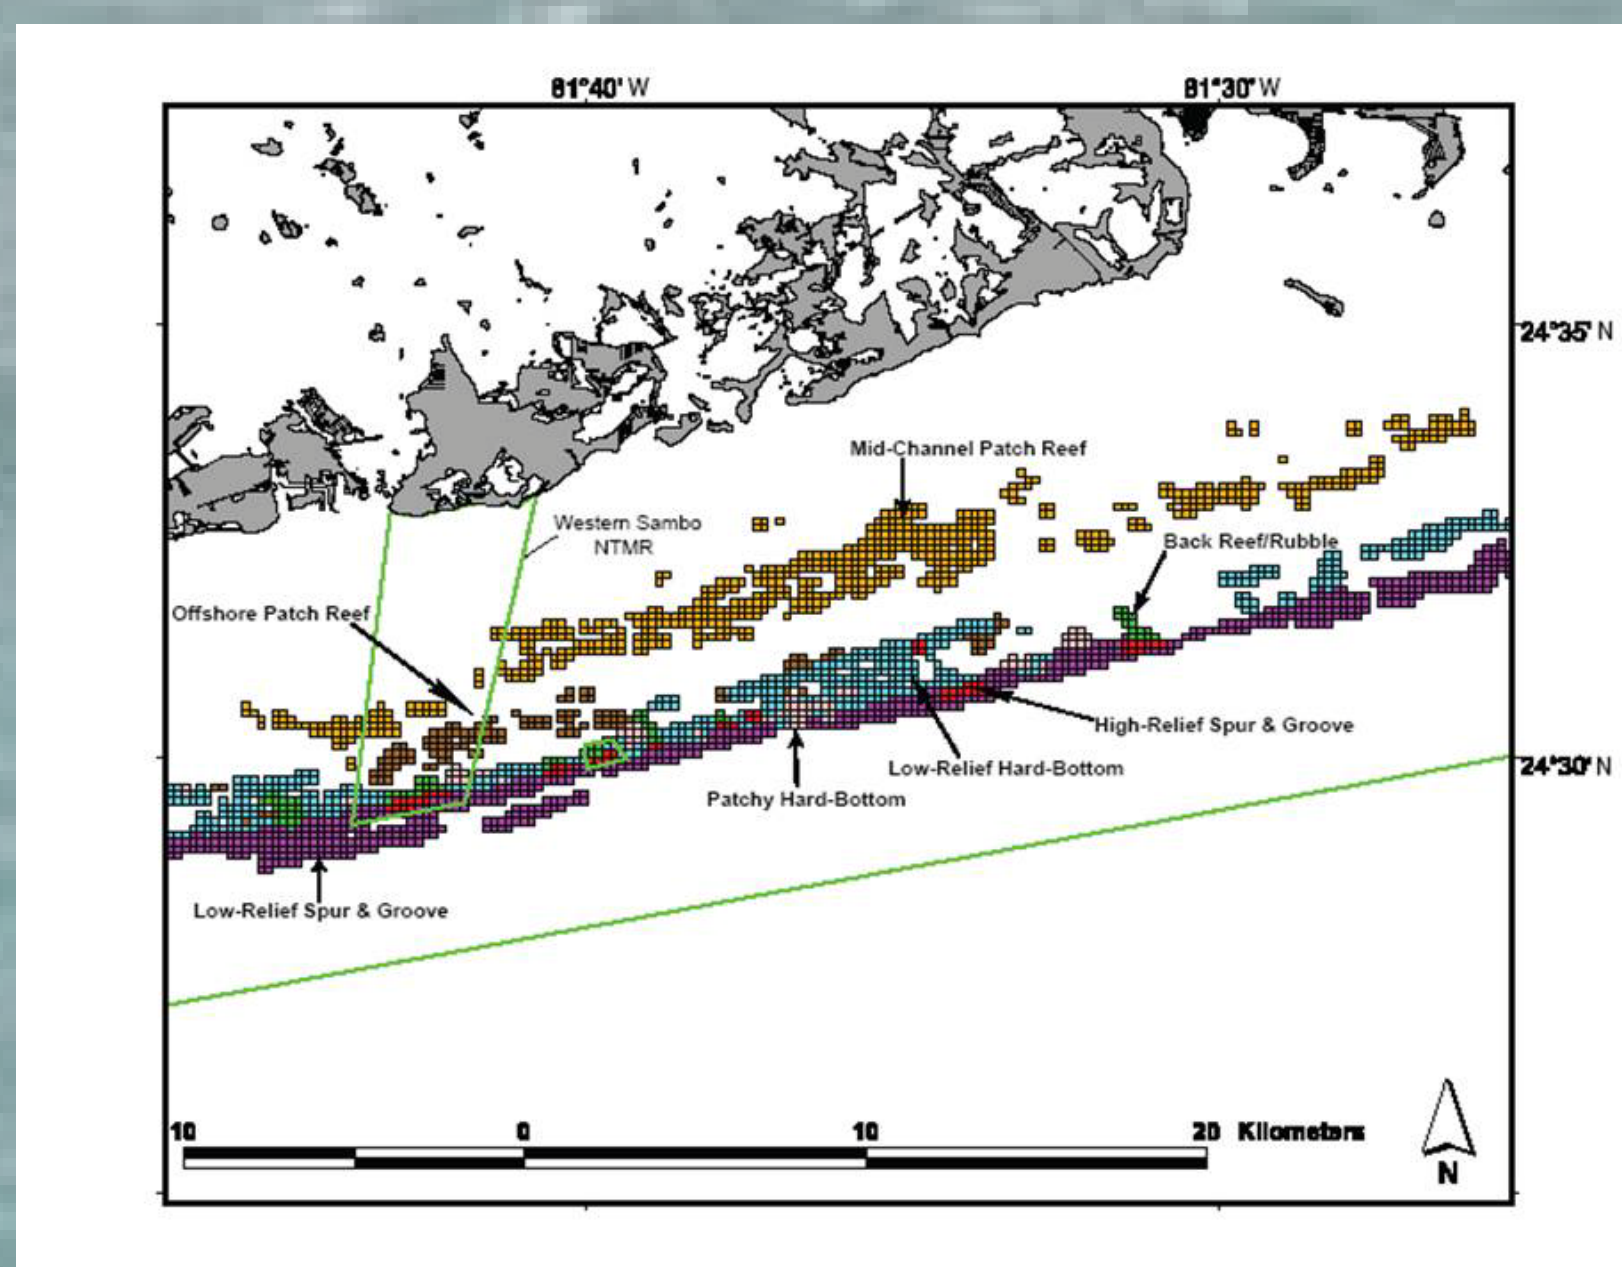 81°40' W
81°30' W
24°35' N
Mid-Channel Patch Reef
Western Sambo
NTMR
Back Reef/Rubble
Offshore Patch Reef
High-Relief Spur & Groove
24°30' N
Low-Relief Hard-Bottom
Patchy Hard-Bottom
Low-Relief Spur & Groove
10 0 10 20 Kilometers
N